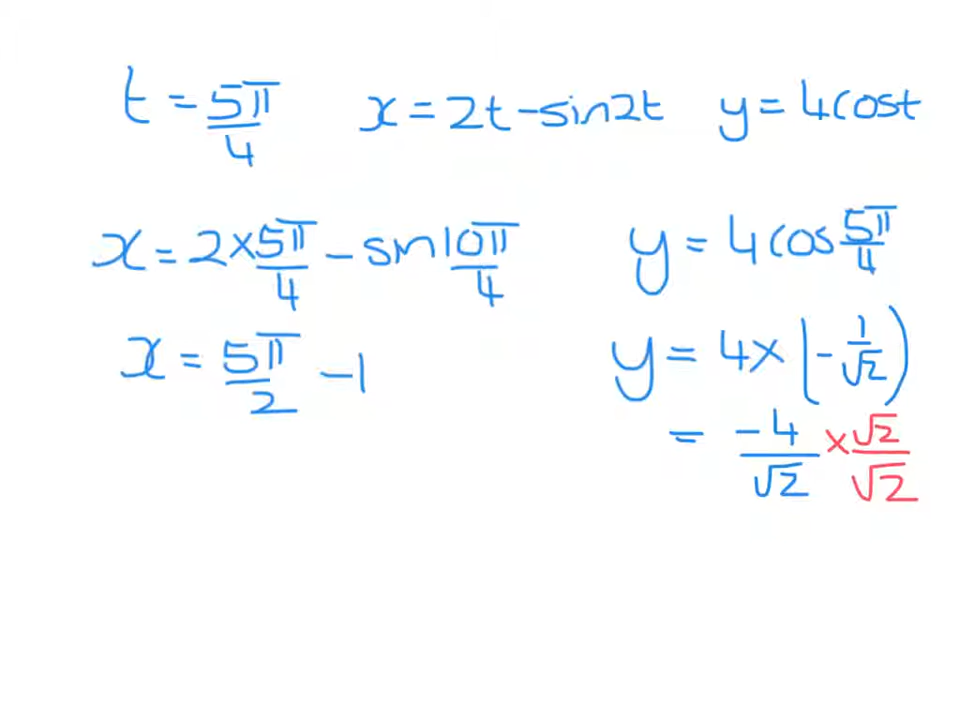 t = 5π/4 x = 2t - sin2t y = 4cost
x = 2 × 5π/4 - sin 10π/4 y = 4cos 5π/4
x = 5π/2 - 1 y = 4 × (- 1/√2)
= -4/√2 × √2/√2